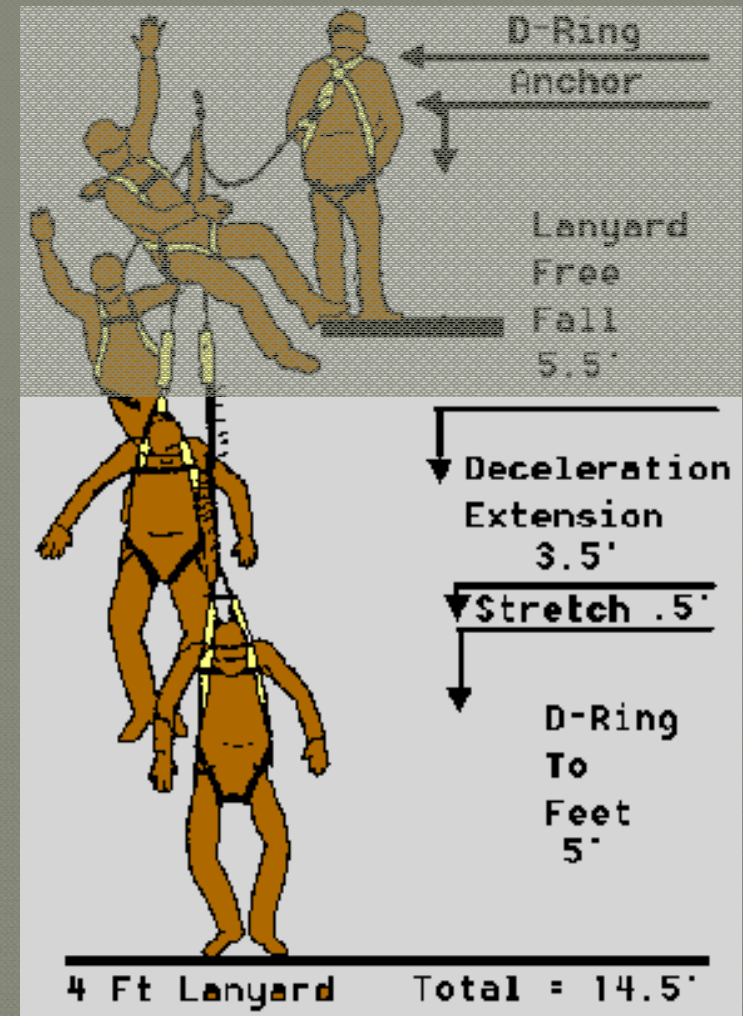 D-Ring
Anchor
Lanyard
Free
Fall
5.5'
Deceleration
Extension
3.5'
Stretch .5'
D-Ring
To
Feet
5'
4 Ft Lanyard Total = 14.5'